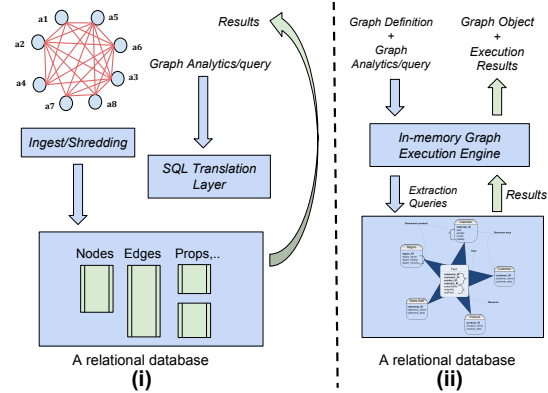 a1
a5
a2
a6
a4
a3
a7
a8
Results
Graph Analytics/query
Ingest/Shredding
SQL Translation
Layer
Nodes
Edges
Props,..
A relational database
(i)
Graph Definition
+
Graph
Analytics/query
Graph Object
+
Execution
Results
In-memory Graph
Execution Engine
Extraction
Queries
Results
A relational database
(ii)